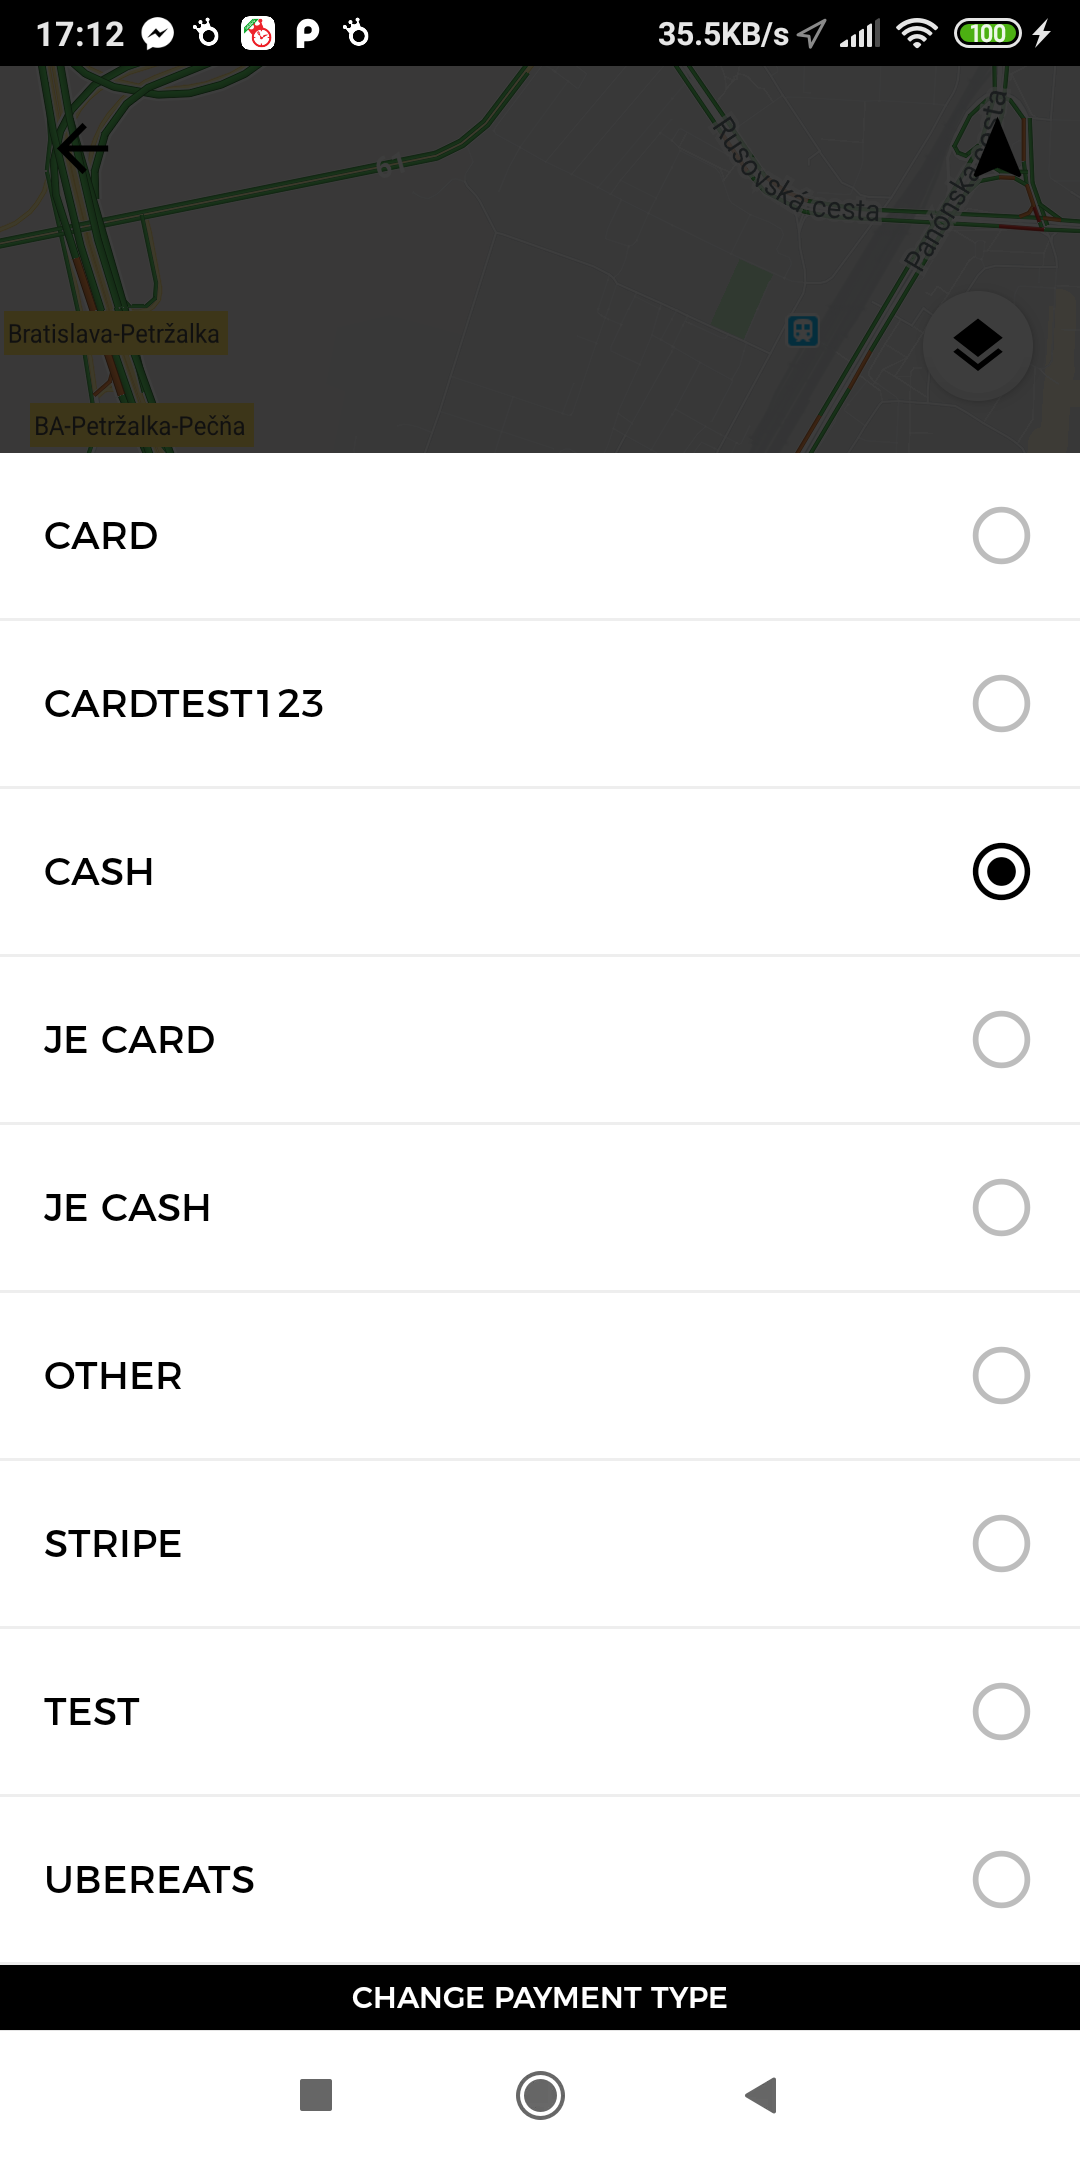 17:12 35.5KB/s 100
61
Rusovská cesta
Panónska cesta
Bratislava-Petržalka
BA-Petržalka-Pečňa
CARD
CARDTEST123
CASH
JE CARD
JE CASH
OTHER
STRIPE
TEST
UBEREATS
CHANGE PAYMENT TYPE